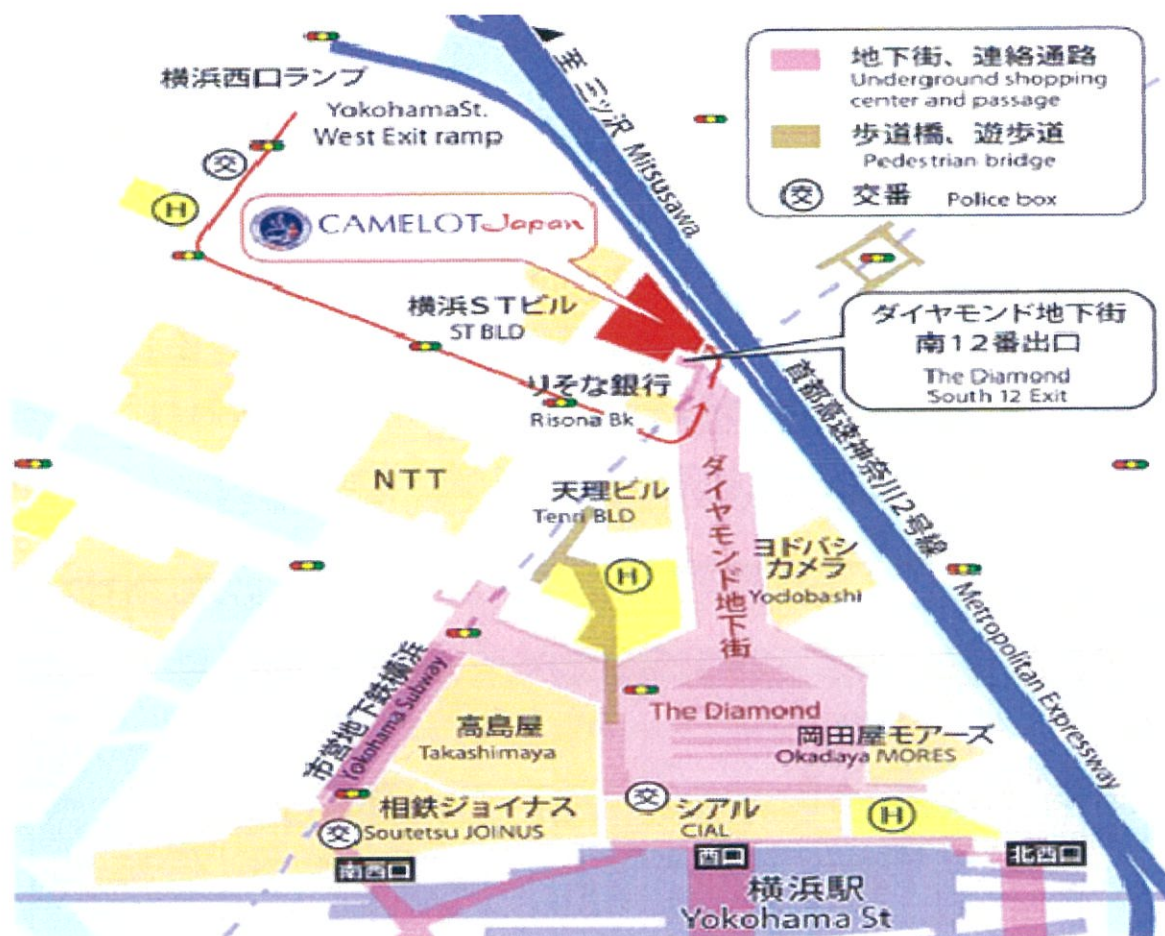 横浜西口ランプ
YokohamaSt.
West Exit ramp
交
H
至 三ツ沢 Mitsusawa
地下街、連絡通路
Underground shopping
center and passage
歩道橋、遊歩道
Pedestrian bridge
交 交番 Police box
CAMELOT Japan
横浜STビル
ST BLD
ダイヤモンド地下街
南12番出口
The Diamond
South 12 Exit
りそな銀行
Risona Bk
首都高速神奈川2号線 Metropolitan Expressway
NTT
天理ビル
Tenri BLD
H
ダイヤモンド地下街
ヨドバシ
カメラ
Yodobashi
市営地下鉄横浜
Yokohama Subway
高島屋
Takashimaya
The Diamond
岡田屋モアーズ
Okadaya MORES
相鉄ジョイナス
Soutetsu JOINUS
交
交
シアル
CIAL
H
南西口
西口
北西口
横浜駅
Yokohama St